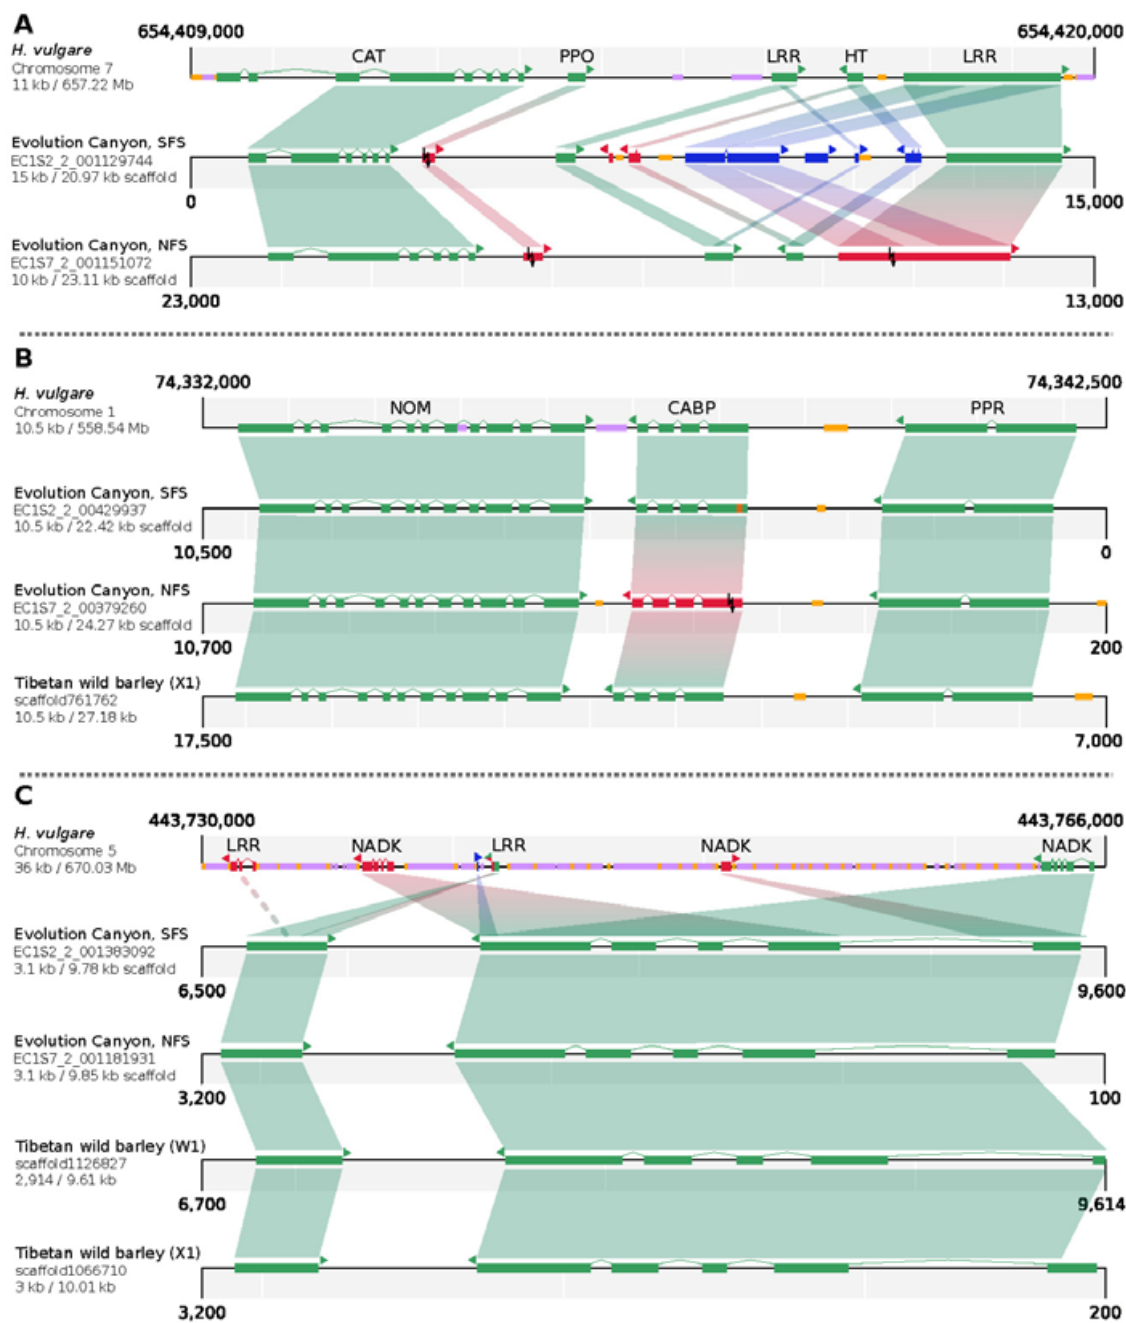 A
654,409,000 654,420,000
H. vulgare
Chromosome 7
11 kb / 657.22 Mb
CAT PPO LRR HT LRR
Evolution Canyon, SFS
EC1S2_2_001129744
15 kb / 20.97 kb scaffold
0 15,000
Evolution Canyon, NFS
EC1S7_2_001151072
10 kb / 23.11 kb scaffold
23,000 13,000
B
74,332,000 74,342,500
H. vulgare
Chromosome 1
10.5 kb / 558.54 Mb
NOM CABP PPR
Evolution Canyon, SFS
EC1S2_2_00429937
10.5 kb / 22.42 kb scaffold
10,500 0
Evolution Canyon, NFS
EC1S7_2_00379260
10.5 kb / 24.27 kb scaffold
10,700 200
Tibetan wild barley (X1)
scaffold761762
10.5 kb / 27.18 kb
17,500 7,000
C
443,730,000 443,766,000
H. vulgare
Chromosome 5
36 kb / 670.03 Mb
LRR NADK LRR NADK NADK
Evolution Canyon, SFS
EC1S2_2_001383092
3.1 kb / 9.78 kb scaffold
6,500 9,600
Evolution Canyon, NFS
EC1S7_2_001181931
3.1 kb / 9.85 kb scaffold
3,200 100
Tibetan wild barley (W1)
scaffold1126827
2,914 / 9.61 kb
6,700 9,614
Tibetan wild barley (X1)
scaffold1066710
3 kb / 10.01 kb
3,200 200